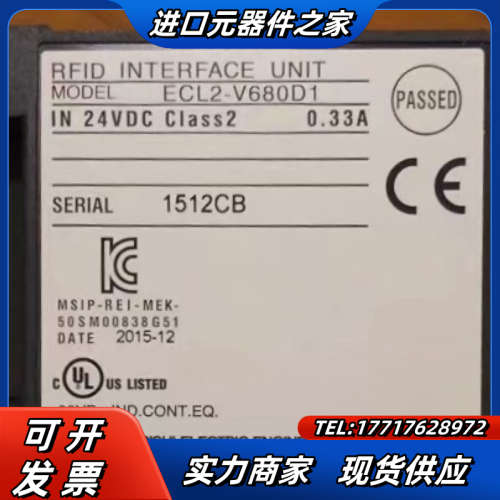 进口元器件之家
RFID INTERFACE UNIT
MODEL ECL2-V680D1
PASSED
IN 24VDC Class2 0.33A
CE
SERIAL 1512CB
MSIP-REI-MEK-
50SM00838G51
DATE 2015-12
C UL US LISTED
IND.CONT.EQ.
TEL:17717628972
可开
发票
实力商家 现货供应